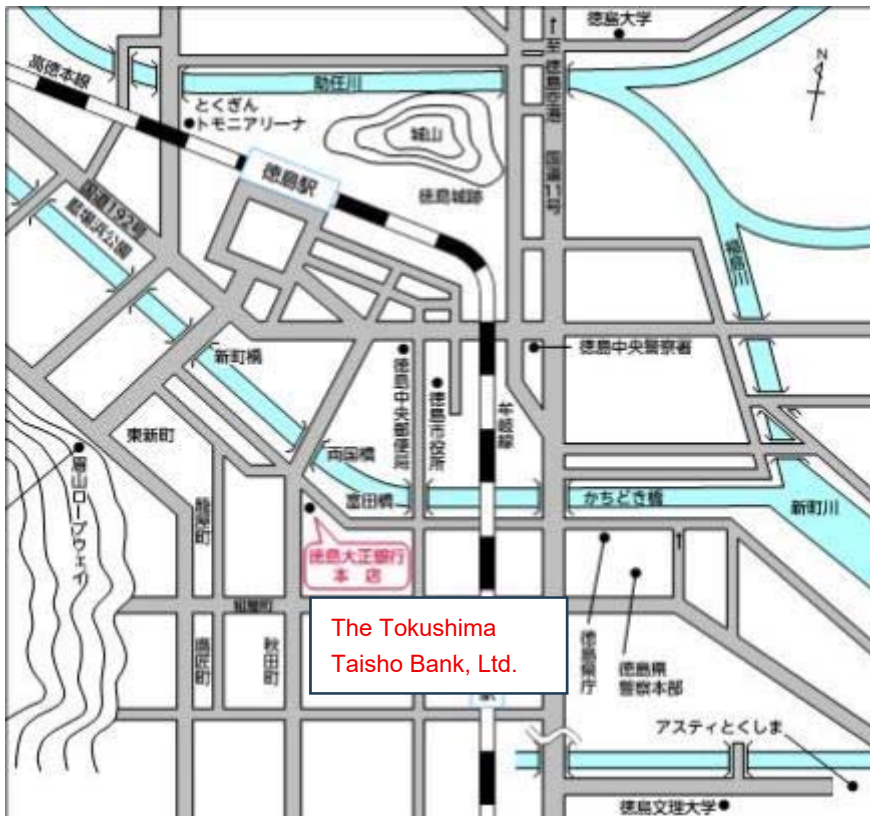 徳島大学
↑至徳島空港
N
高徳本線
助任川
とくぎん
トモニアリーナ
城山
徳島駅
国道11号
徳島城跡
国道192号
藍場浜公園
福島川
新町橋
徳島中央郵便局
徳島市役所
牟岐線
徳島中央警察署
東新町
両国橋
眉山ロープウェイ
富田橋
かちどき橋
新町川
籠屋町
徳島大正銀行
本店
紺屋町
The Tokushima
Taisho Bank, Ltd.
鷹匠町
秋田町
徳島県庁
徳島県
警察本部
駅
アスティとくしま
徳島文理大学